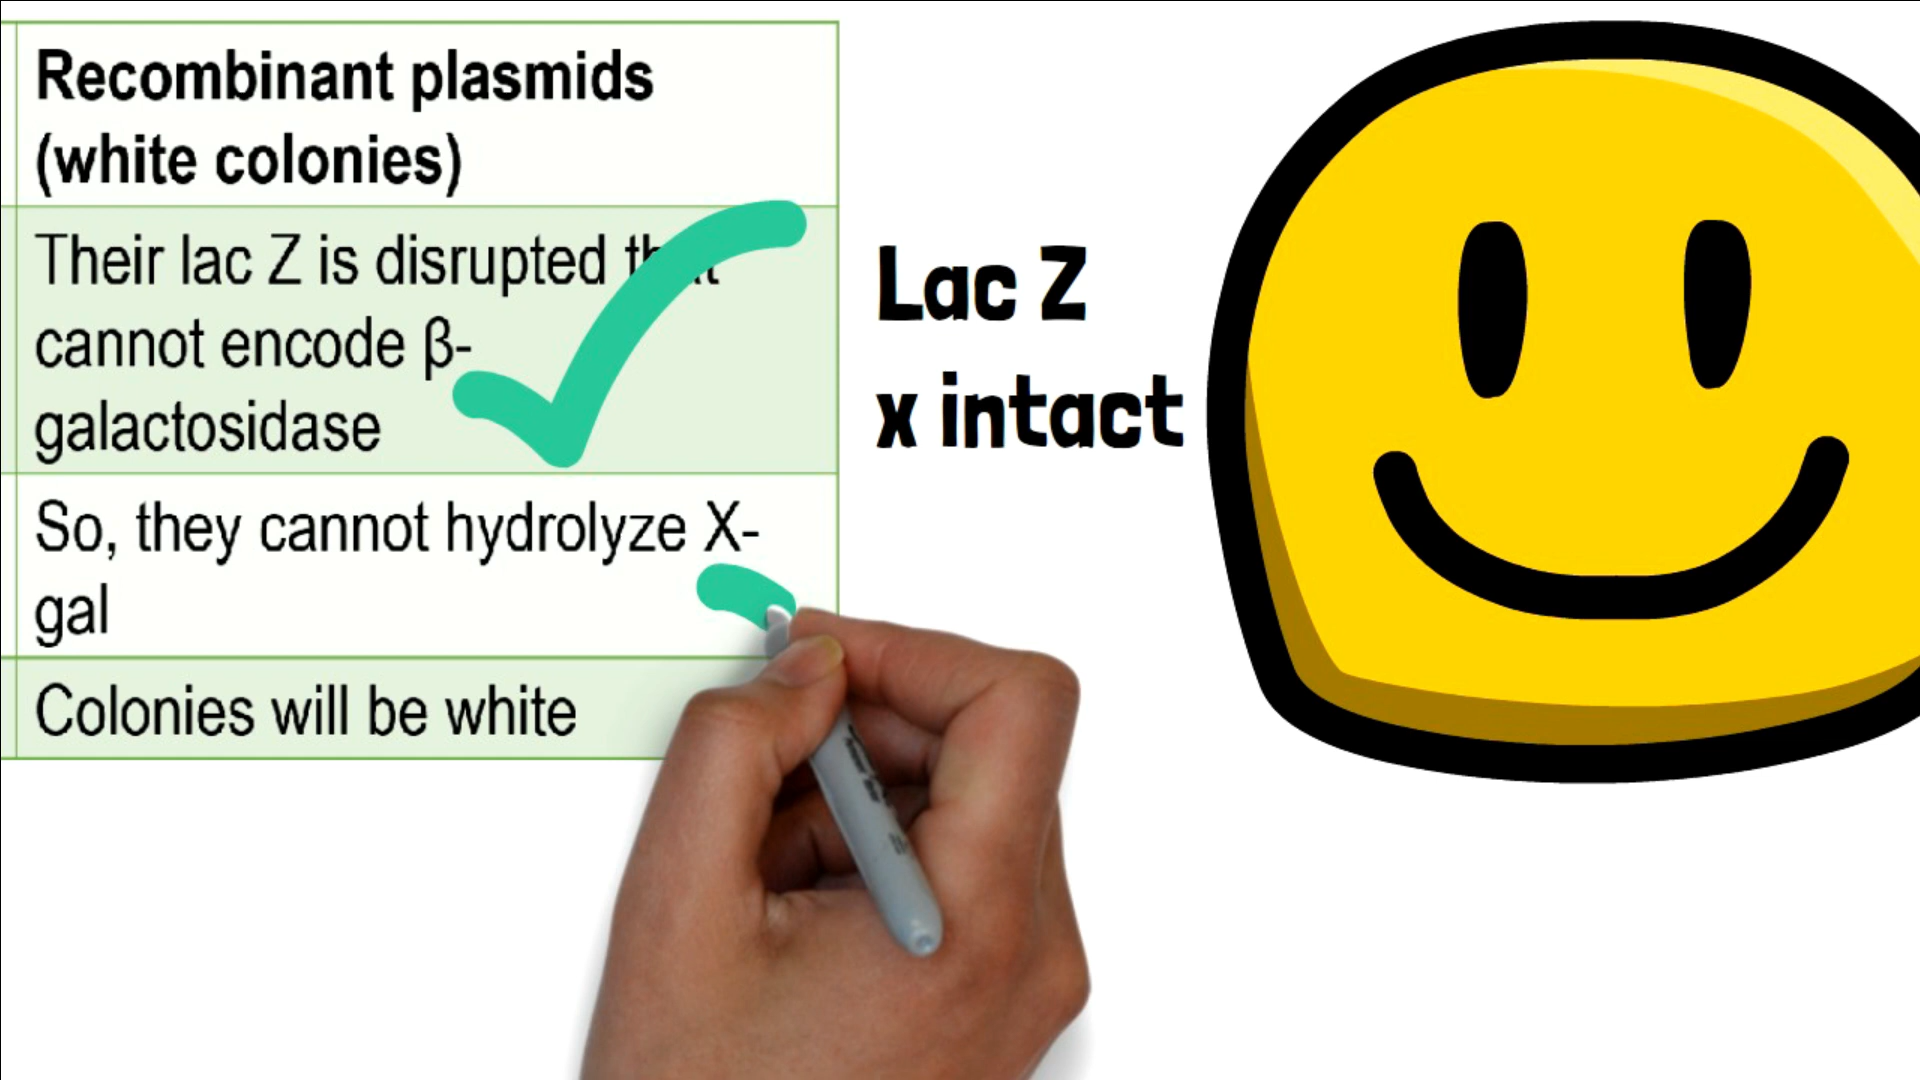 Recombinant plasmids
(white colonies)
Their lac Z is disrupted that
cannot encode β-
galactosidase
So, they cannot hydrolyze X-
gal
Colonies will be white
Lac Z
x intact